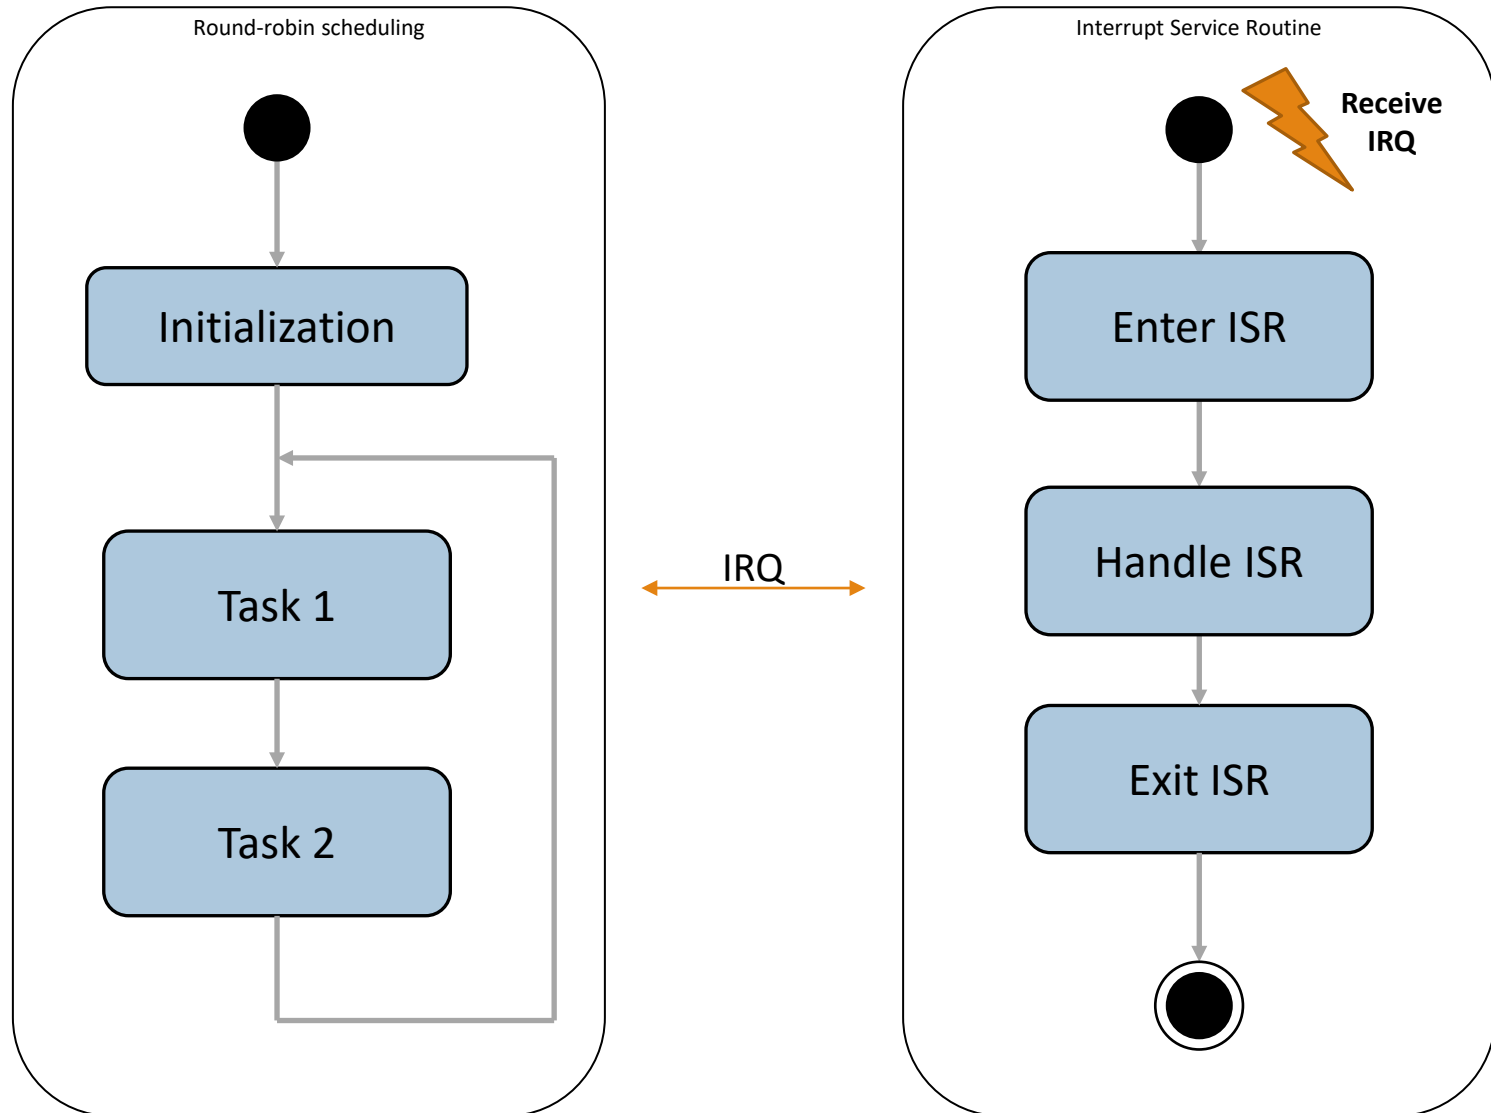 Round-robin scheduling
Initialization
Task 1
Task 2
IRQ
Interrupt Service Routine
Receive
IRQ
Enter ISR
Handle ISR
Exit ISR